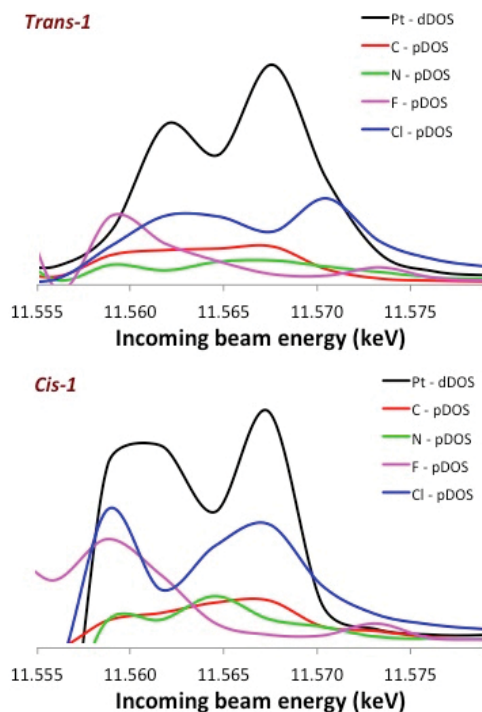 Trans-1
Pt - dDOS
C - pDOS
N - pDOS
F - pDOS
Cl - pDOS
11.555 11.560 11.565 11.570 11.575
Incoming beam energy (keV)
Cis-1
Pt - dDOS
C - pDOS
N - pDOS
F - pDOS
Cl - pDOS
11.555 11.560 11.565 11.570 11.575
Incoming beam energy (keV)